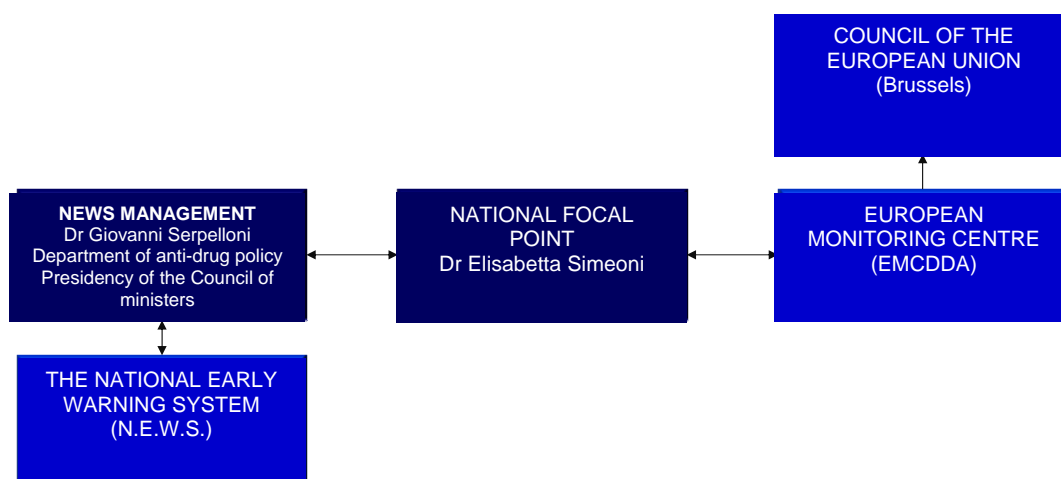 COUNCIL OF THE
EUROPEAN UNION
(Brussels)
NEWS MANAGEMENT
Dr Giovanni Serpelloni
Department of anti-drug policy
Presidency of the Council of
ministers
NATIONAL FOCAL
POINT
Dr Elisabetta Simeoni
EUROPEAN
MONITORING CENTRE
(EMCDDA)
THE NATIONAL EARLY
WARNING SYSTEM
(N.E.W.S.)